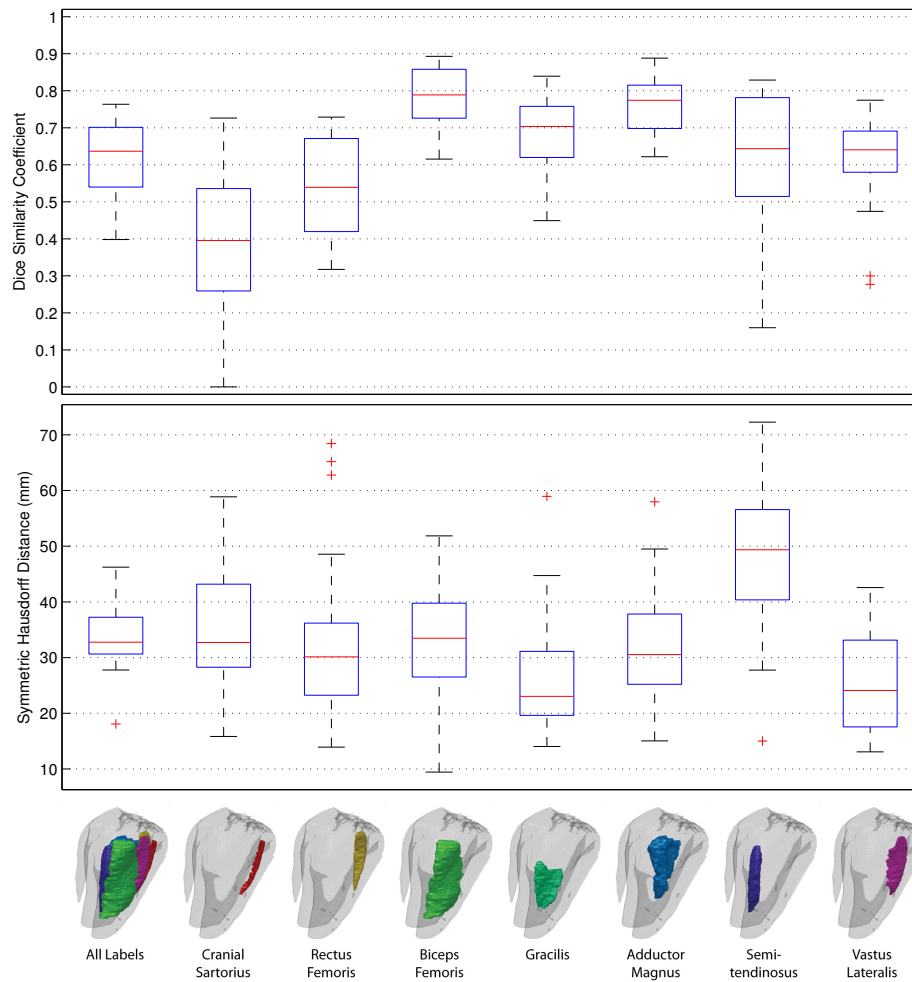 1
0.9
0.8
0.7
0.6
0.5
0.4
0.3
0.2
0.1
0
Dice Similarity Coefficient
70
60
50
40
30
20
10
Symmetric Hausdorff Distance (mm)
All Labels
Cranial
Sartorius
Rectus
Femoris
Biceps
Femoris
Gracilis
Adductor
Magnus
Semi-
tendinosus
Vastus
Lateralis